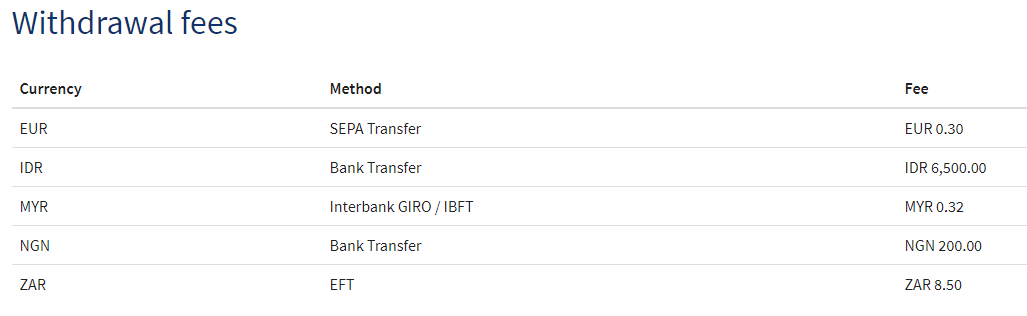 Withdrawal fees
Currency Method Fee
EUR SEPA Transfer EUR 0.30
IDR Bank Transfer IDR 6,500.00
MYR Interbank GIRO / IBFT MYR 0.32
NGN Bank Transfer NGN 200.00
ZAR EFT ZAR 8.50